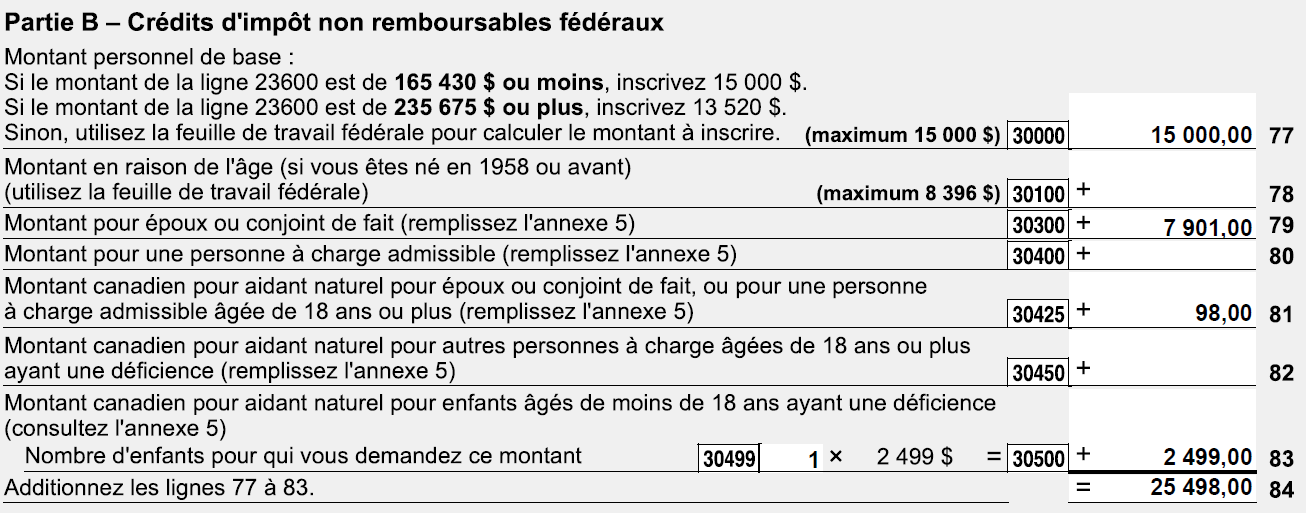 Partie B – Crédits d'impôt non remboursables fédéraux
Montant personnel de base :
Si le montant de la ligne 23600 est de 165 430 $ ou moins, inscrivez 15 000 $.
Si le montant de la ligne 23600 est de 235 675 $ ou plus, inscrivez 13 520 $.
Sinon, utilisez la feuille de travail fédérale pour calculer le montant à inscrire. (maximum 15 000 $) 30000 15 000,00 77
Montant en raison de l'âge (si vous êtes né en 1958 ou avant)
(utilisez la feuille de travail fédérale) (maximum 8 396 $) 30100 + 78
Montant pour époux ou conjoint de fait (remplissez l'annexe 5) 30300 + 7 901,00 79
Montant pour une personne à charge admissible (remplissez l'annexe 5) 30400 + 80
Montant canadien pour aidant naturel pour époux ou conjoint de fait, ou pour une personne
à charge admissible âgée de 18 ans ou plus (remplissez l'annexe 5) 30425 + 98,00 81
Montant canadien pour aidant naturel pour autres personnes à charge âgées de 18 ans ou plus
ayant une déficience (remplissez l'annexe 5) 30450 + 82
Montant canadien pour aidant naturel pour enfants âgés de moins de 18 ans ayant une déficience
(consultez l'annexe 5)
Nombre d'enfants pour qui vous demandez ce montant 30499 1 × 2 499 $ = 30500 + 2 499,00 83
Additionnez les lignes 77 à 83. = 25 498,00 84